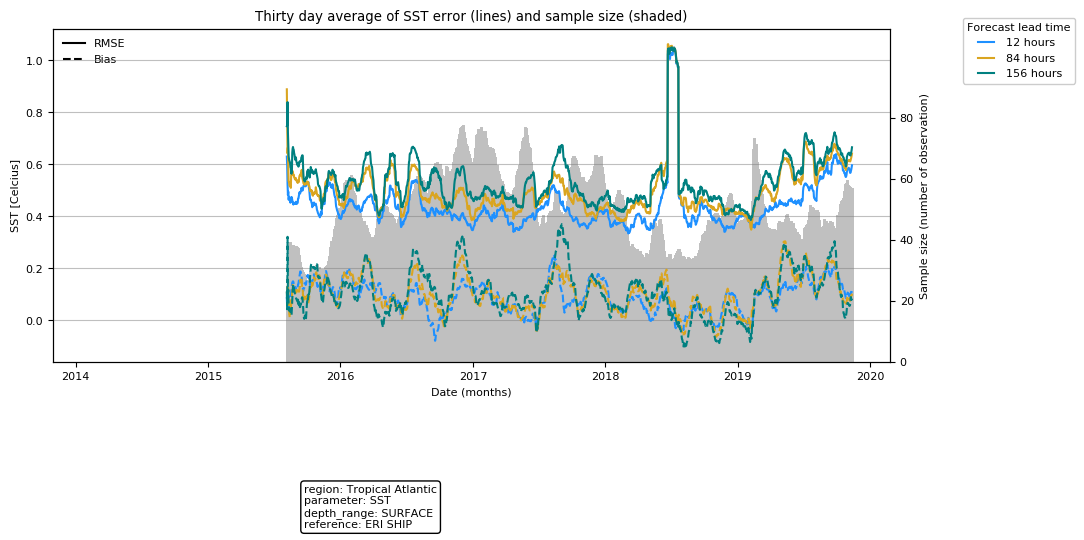 Thirty day average of SST error (lines) and sample size (shaded)
RMSE
Bias
Forecast lead time
12 hours
84 hours
156 hours
SST [Celcius]
1.0
0.8
0.6
0.4
0.2
0.0
80
60
40
20
0
Sample size (number of observation)
2014 2015 2016 2017 2018 2019 2020
Date (months)
region: Tropical Atlantic
parameter: SST
depth_range: SURFACE
reference: ERI SHIP